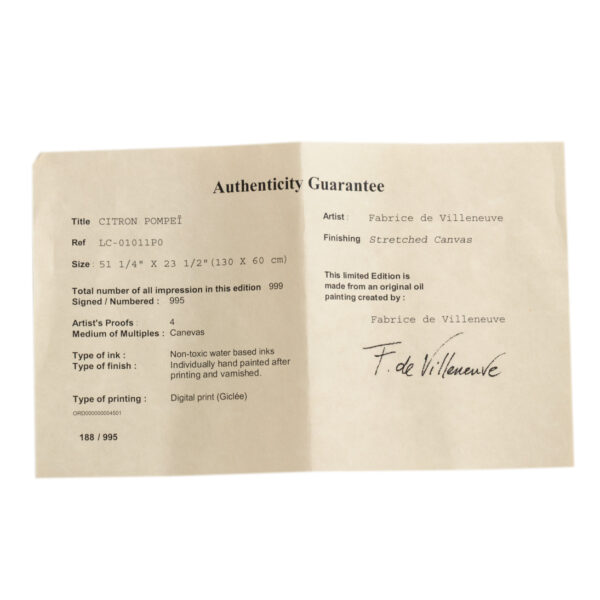 Authenticity Guarantee
Title CITRON POMPEÏ
Ref LC-01011P0
Size : 51 1/4" X 23 1/2" (130 X 60 cm)
Total number of all impression in this edition 999
Signed / Numbered : 995
Artist's Proofs : 4
Medium of Multiples : Canevas
Type of ink : Non-toxic water based inks
Type of finish : Individually hand painted after
printing and varnished.
Type of printing : Digital print (Giclée)
ORD000000004501
188 / 995
Artist : Fabrice de Villeneuve
Finishing Stretched Canvas
This limited Edition is
made from an original oil
painting created by :
Fabrice de Villeneuve
F. de Villeneuve